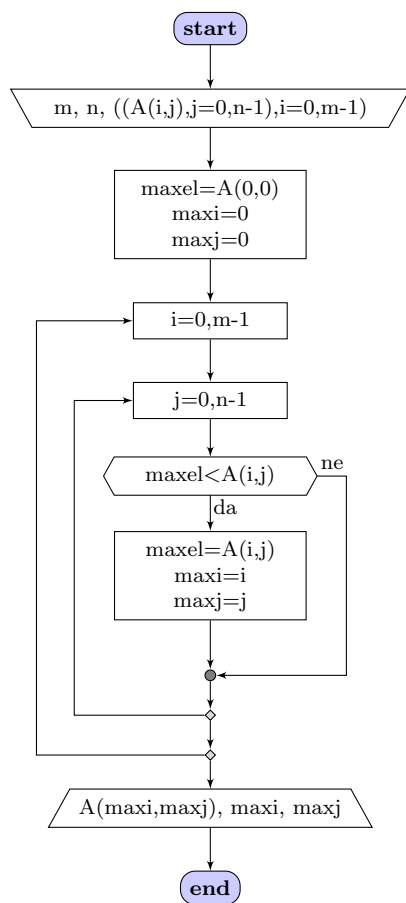 start
m, n, ((A(i,j),j=0,n-1),i=0,m-1)
maxel=A(0,0)
maxi=0
maxj=0
i=0,m-1
j=0,n-1
maxel<A(i,j)
ne
da
maxel=A(i,j)
maxi=i
maxj=j
A(maxi,maxj), maxi, maxj
end